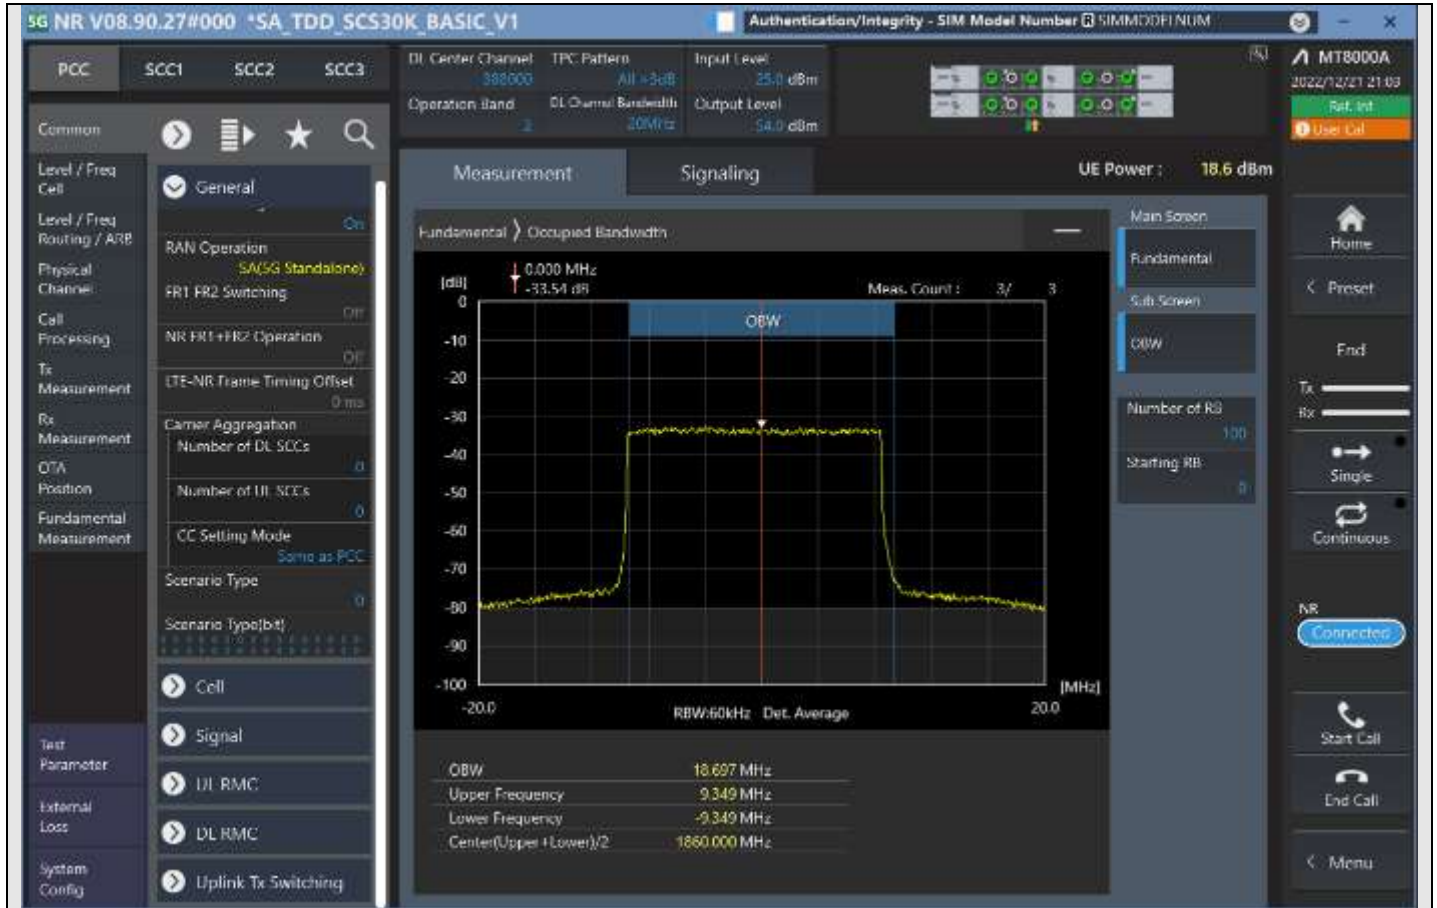 5G NR V08.90.27#000 *SA_TDD_SCS30K_BASIC_V1
Authentication/Integrity - SIM Model Number R SIMMODELNUM
PCC SCC1 SCC2 SCC3
DL Center Channel 388000
TPC Pattern All +3dB
Input Level 25.0 dBm
Operation Band 2
DL Channel Bandwidth 20MHz
Output Level -54.0 dBm
MT8000A
2022/12/21 21:09
Ref. Int
User Cal
Common
Level / Freq
Cell
Level / Freq
Routing / ARB
Physical
Channel
Call
Processing
Tx
Measurement
Rx
Measurement
OTA
Position
Fundamental
Measurement
Test
Parameter
External
Loss
System
Config
General
On
RAN Operation
SA(5G Standalone)
FR1 FR2 Switching
Off
NR FR1+FR2 Operation
Off
LTE-NR Frame Timing Offset
0 ms
Carrier Aggregation
Number of DL SCCs
0
Number of UL SCCs
0
CC Setting Mode
Same as PCC
Scenario Type
0
Scenario Type(bit)
Cell
Signal
UL RMC
DL RMC
Uplink Tx Switching
Measurement Signaling
UE Power : 18.6 dBm
Fundamental Occupied Bandwidth
0.000 MHz
-33.54 dB
Meas. Count : 3/ 3
[dB]
OBW
0
-10
-20
-30
-40
-50
-60
-70
-80
-90
-100
-20.0 20.0
[MHz]
RBW:60kHz Det. Average
OBW 18.697 MHz
Upper Frequency 9.349 MHz
Lower Frequency -9.349 MHz
Center(Upper+Lower)/2 1860.000 MHz
Main Screen
Fundamental
Sub Screen
OBW
Number of RB
100
Starting RB
0
Home
Preset
End
Tx
Rx
Single
Continuous
NR
Connected
Start Call
End Call
Menu